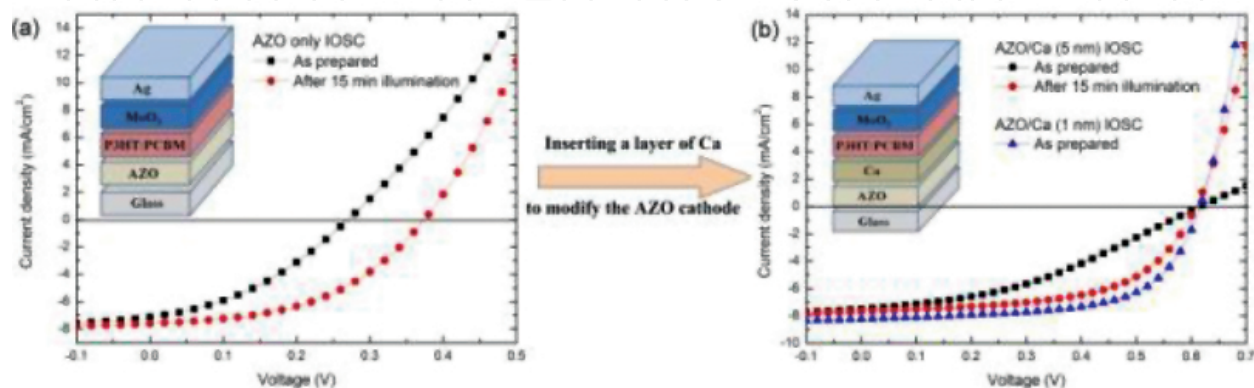 (a)
AZO only IOSC
As prepared
After 15 min illumination
Ag
MoO₃
P3HT:PCBM
AZO
Glass
14
12
10
8
6
4
2
0
-2
-4
-6
-8
Current density (mA/cm²)
-0.1 0.0 0.1 0.2 0.3 0.4 0.5
Voltage (V)
Inserting a layer of Ca
to modify the AZO cathode
(b)
AZO/Ca (5 nm) IOSC
As prepared
After 15 min illumination
AZO/Ca (1 nm) IOSC
As prepared
Ag
MoO₃
P3HT:PCBM
Ca
AZO
Glass
14
12
10
8
6
4
2
0
-2
-4
-6
-8
-10
Current density (mA/cm²)
-0.1 0.0 0.1 0.2 0.3 0.4 0.5 0.6 0.7
Voltage (V)